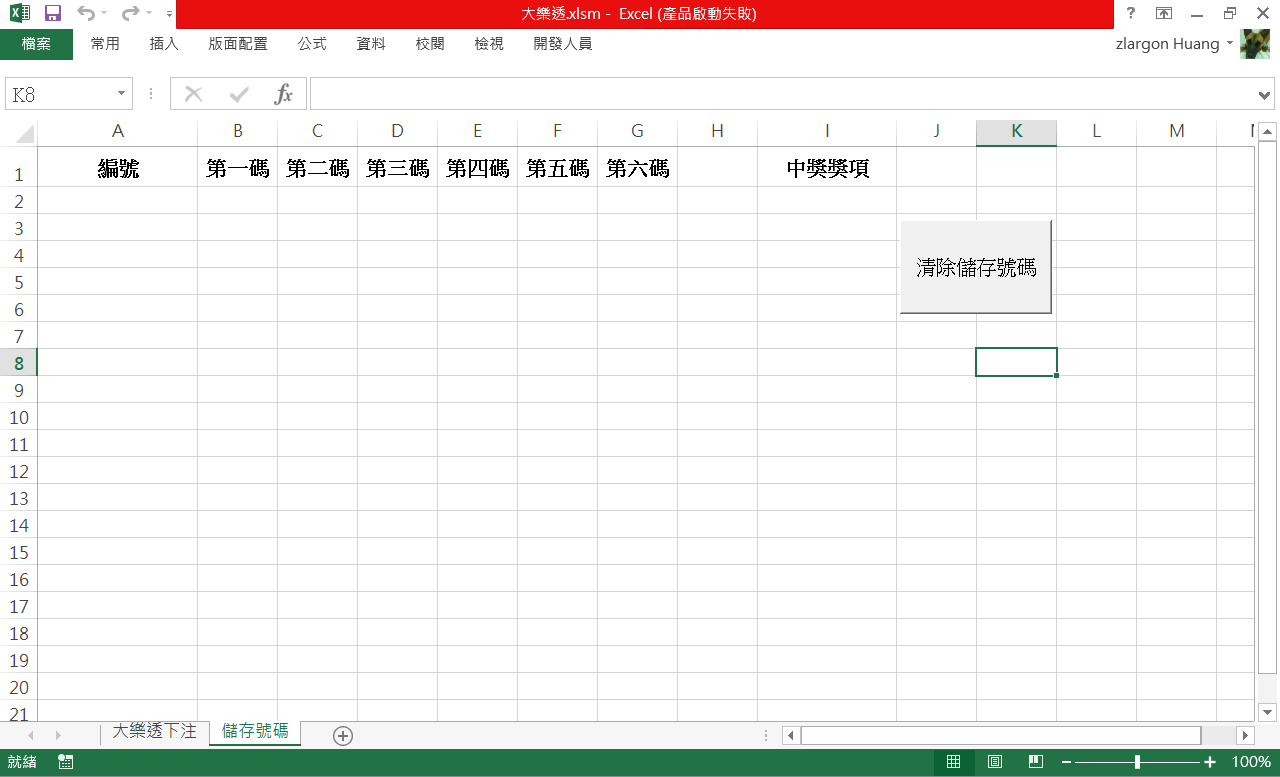 大樂透.xlsm - Excel (產品啟動失敗)
?
檔案 常用 插入 版面配置 公式 資料 校閱 檢視 開發人員 zlargon Huang
K8 fx
A B C D E F G H I J K L M
1 編號 第一碼 第二碼 第三碼 第四碼 第五碼 第六碼 中獎獎項
2
3
4
清除儲存號碼
5
6
7
8
9
10
11
12
13
14
15
16
17
18
19
20
21
大樂透下注 儲存號碼
就緒 100%